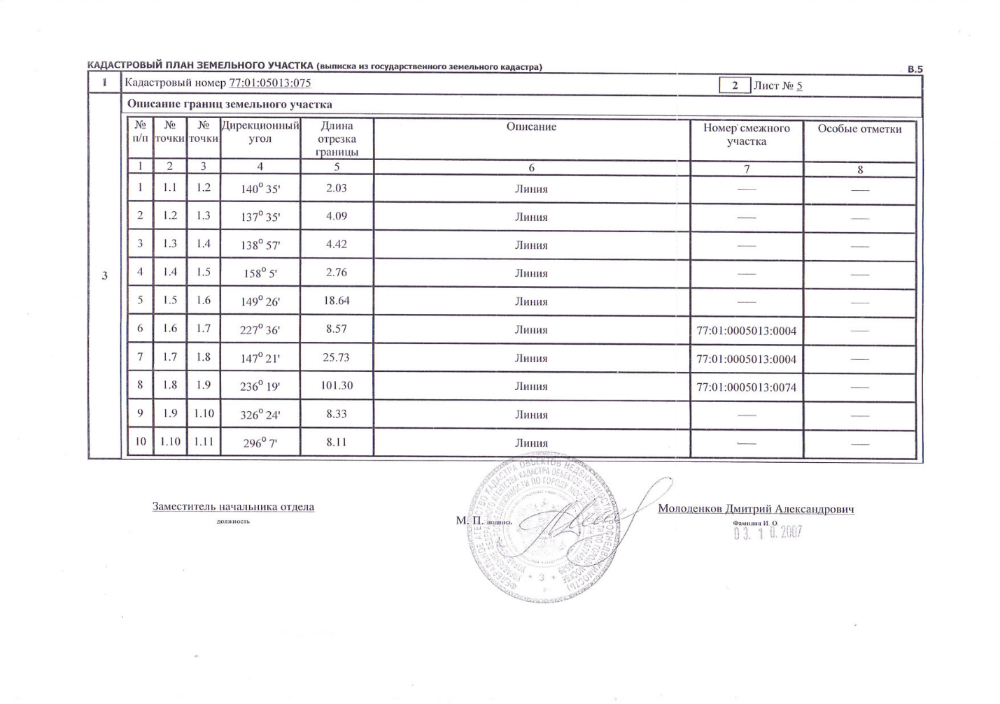 КАДАСТРОВЫЙ ПЛАН ЗЕМЕЛЬНОГО УЧАСТКА (выписка из государственного земельного кадастра)
В.5
1 Кадастровый номер 77:01:05013:075 2 Лист № 5
Описание границ земельного участка
3
№ п/п № точки № точки Дирекционный угол Длина отрезка границы Описание Номер смежного участка Особые отметки
1 2 3 4 5 6 7 8
1 1.1 1.2 140° 35' 2.03 Линия — —
2 1.2 1.3 137° 35' 4.09 Линия — —
3 1.3 1.4 138° 57' 4.42 Линия — —
4 1.4 1.5 158° 5' 2.76 Линия — —
5 1.5 1.6 149° 26' 18.64 Линия — —
6 1.6 1.7 227° 36' 8.57 Линия 77:01:0005013:0004 —
7 1.7 1.8 147° 21' 25.73 Линия 77:01:0005013:0004 —
8 1.8 1.9 236° 19' 101.30 Линия 77:01:0005013:0074 —
9 1.9 1.10 326° 24' 8.33 Линия — —
10 1.10 1.11 296° 7' 8.11 Линия — —
Заместитель начальника отдела
должность
М. П. подпись
Молоденков Дмитрий Александрович
Фамилия И. О
03. 10.2007
ФЕДЕРАЛЬНОЕ АГЕНТСТВО КАДАСТРА ОБЪЕКТОВ НЕДВИЖИМОСТИ (РОСНЕДВИЖИМОСТЬ)
* 3 *